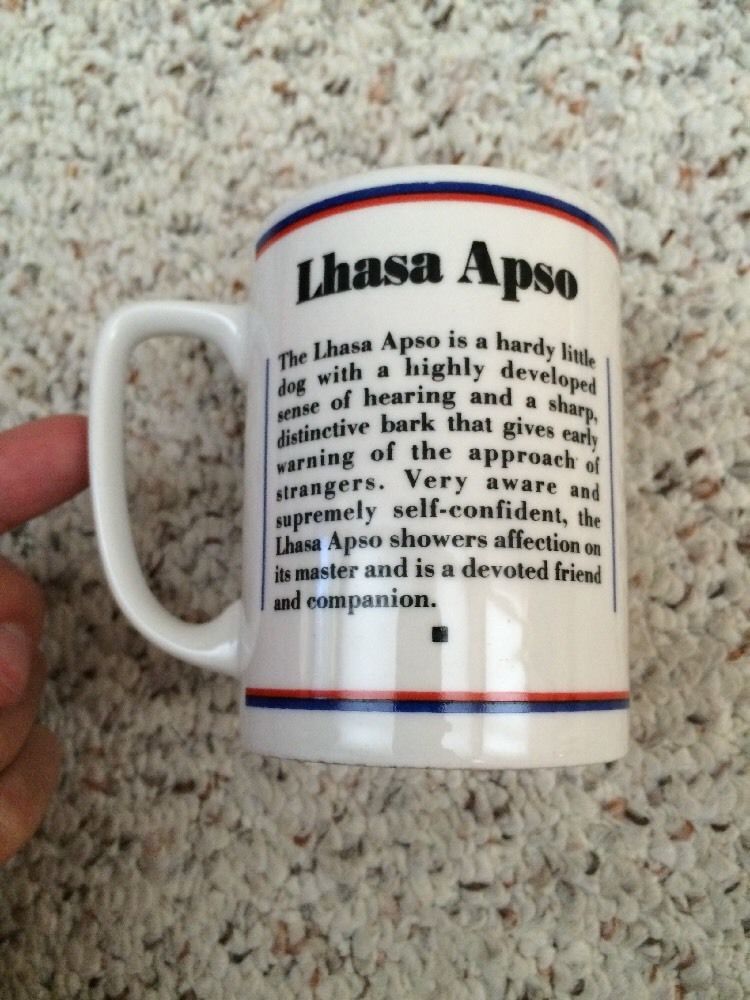 Lhasa Apso
The Lhasa Apso is a hardy little
dog with a highly developed
sense of hearing and a sharp,
distinctive bark that gives early
warning of the approach of
strangers. Very aware and
supremely self-confident, the
Lhasa Apso showers affection on
its master and is a devoted friend
and companion.